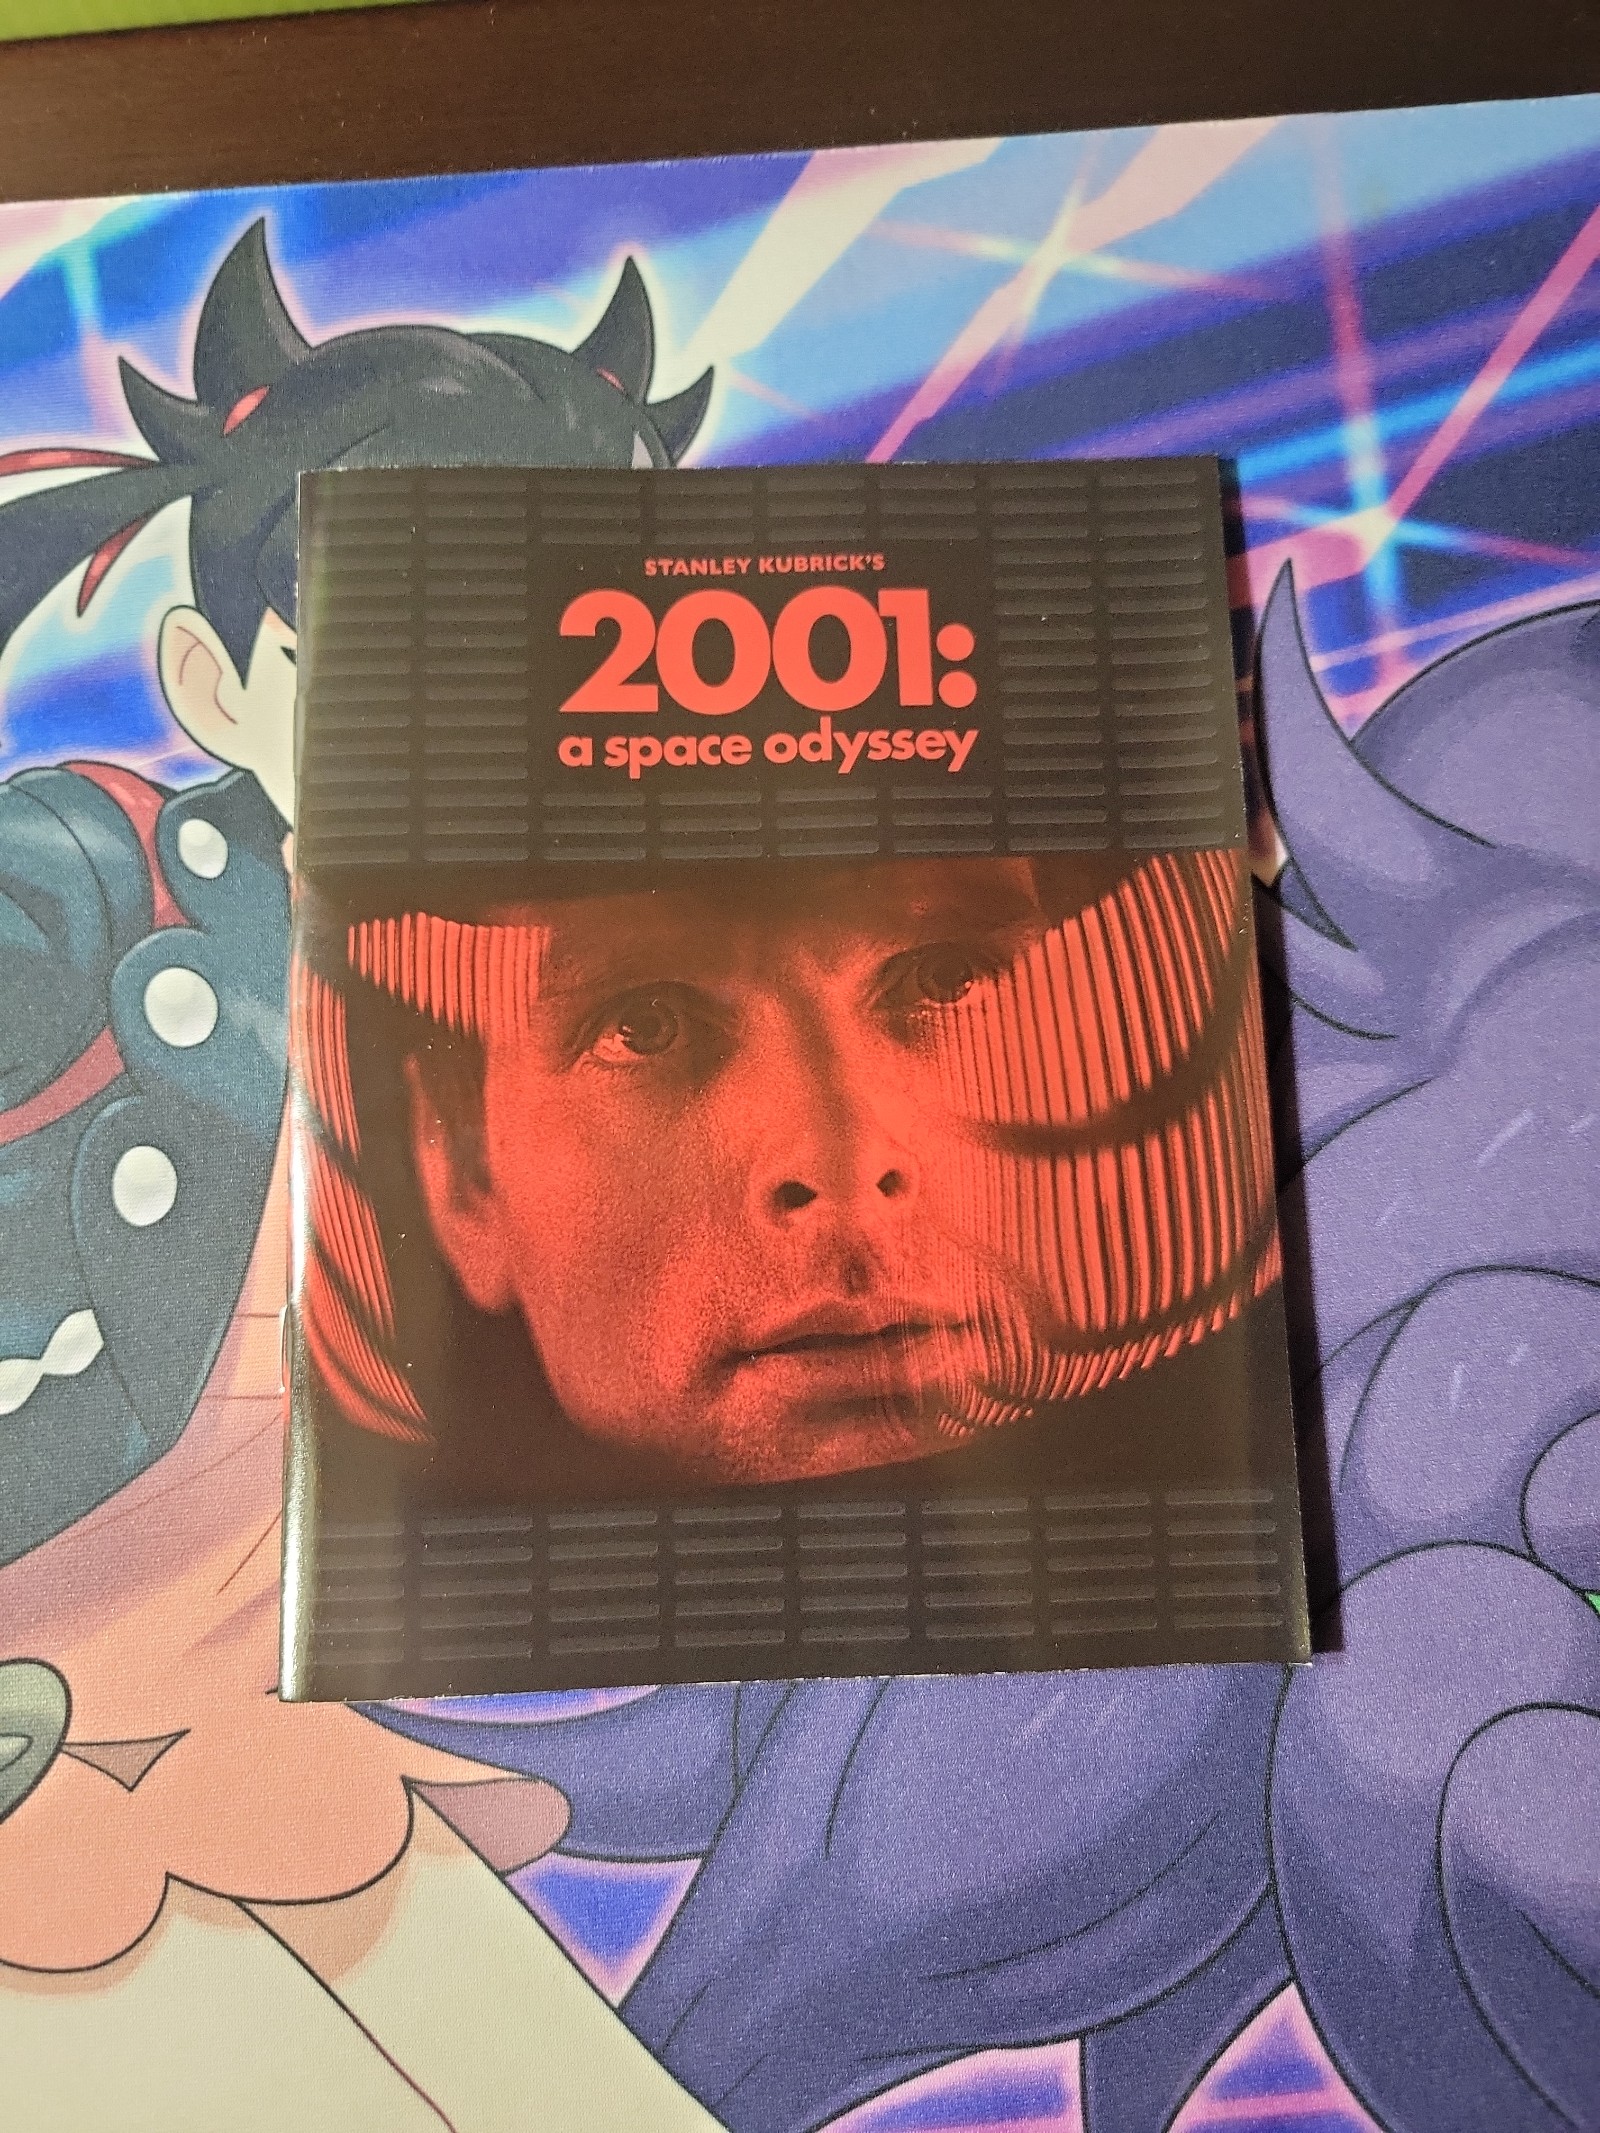 STANLEY KUBRICK'S
2001:
a space odyssey